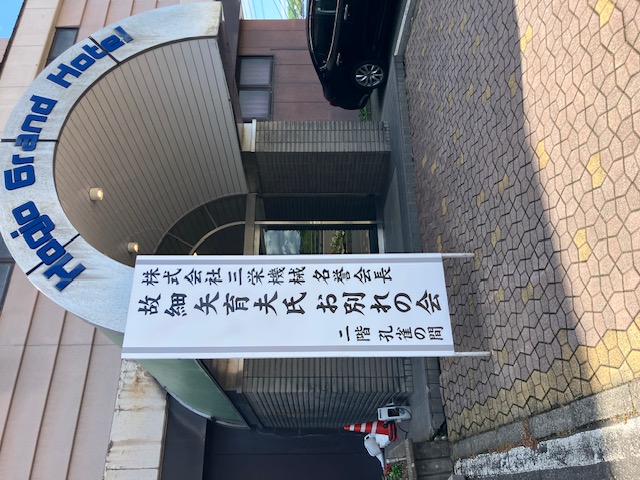 Honjo Grand Hotel
株式会社三栄機械 名誉会長
故 細矢育夫氏 お別れの会
二階 孔雀の間